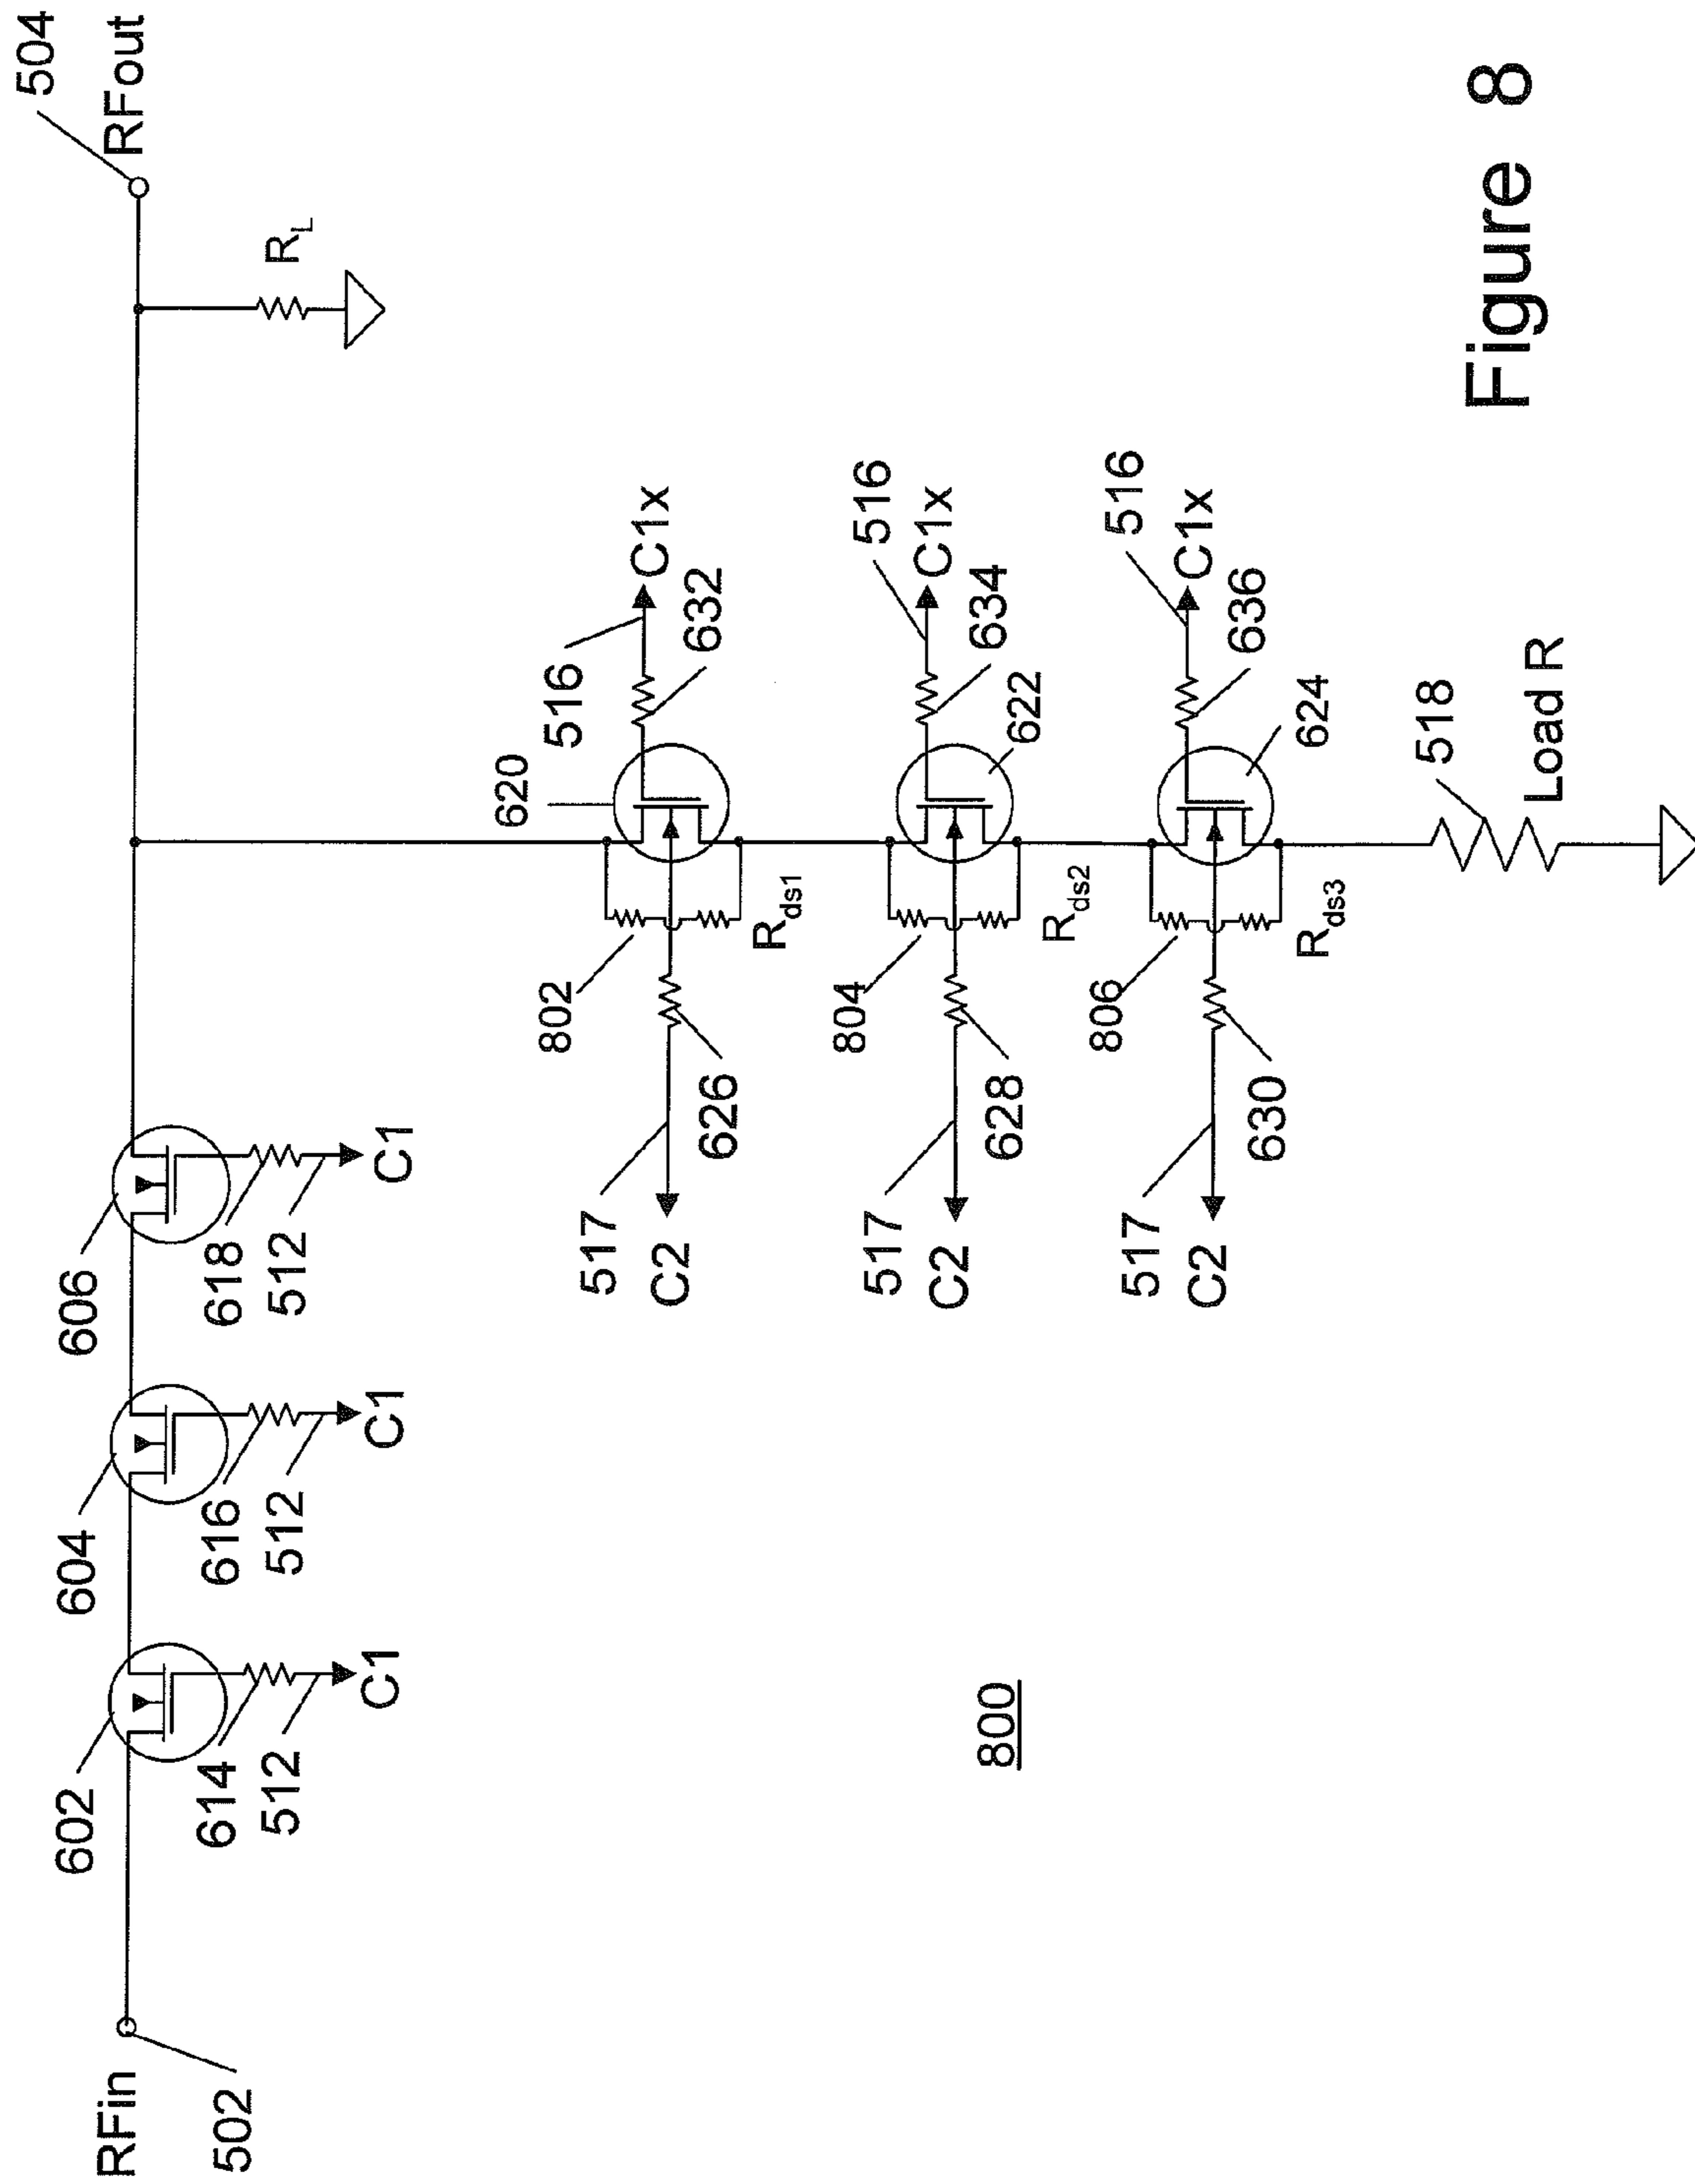 504
RFout
R_L
606
618
512
C1
604
616
512
C1
602
614
512
C1
RFin
502
620
516
C1x
632
802
R_ds1
517
C2
626
516
C1x
634
622
804
R_ds2
517
C2
628
516
C1x
636
624
806
R_ds3
517
C2
630
518
Load R
800
Figure 8